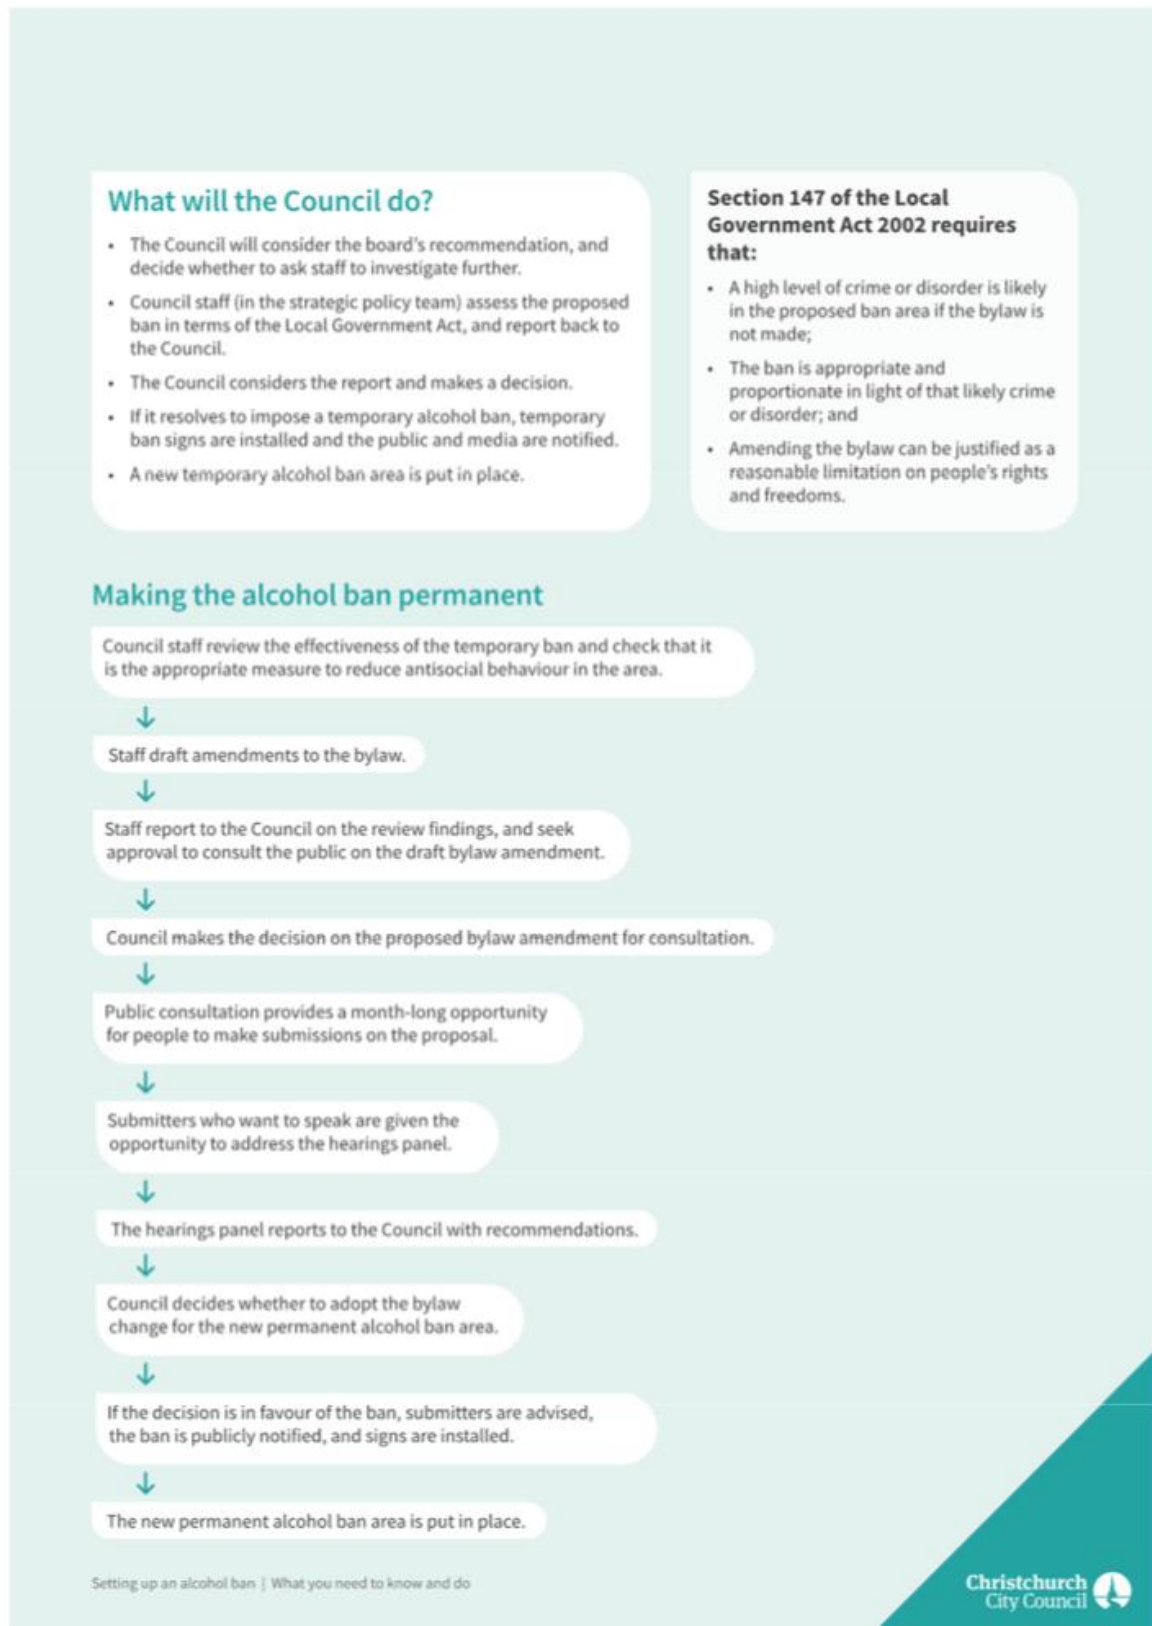 What will the Council do?
• The Council will consider the board's recommendation, and
decide whether to ask staff to investigate further.
• Council staff (in the strategic policy team) assess the proposed
ban in terms of the Local Government Act, and report back to
the Council.
• The Council considers the report and makes a decision.
• If it resolves to impose a temporary alcohol ban, temporary
ban signs are installed and the public and media are notified.
• A new temporary alcohol ban area is put in place.
Section 147 of the Local
Government Act 2002 requires
that:
• A high level of crime or disorder is likely
in the proposed ban area if the bylaw is
not made;
• The ban is appropriate and
proportionate in light of that likely crime
or disorder; and
• Amending the bylaw can be justified as a
reasonable limitation on people's rights
and freedoms.
Making the alcohol ban permanent
Council staff review the effectiveness of the temporary ban and check that it
is the appropriate measure to reduce antisocial behaviour in the area.
Staff draft amendments to the bylaw.
Staff report to the Council on the review findings, and seek
approval to consult the public on the draft bylaw amendment.
Council makes the decision on the proposed bylaw amendment for consultation.
Public consultation provides a month-long opportunity
for people to make submissions on the proposal.
Submitters who want to speak are given the
opportunity to address the hearings panel.
The hearings panel reports to the Council with recommendations.
Council decides whether to adopt the bylaw
change for the new permanent alcohol ban area.
If the decision is in favour of the ban, submitters are advised,
the ban is publicly notified, and signs are installed.
The new permanent alcohol ban area is put in place.
Setting up an alcohol ban | What you need to know and do
Christchurch
City Council